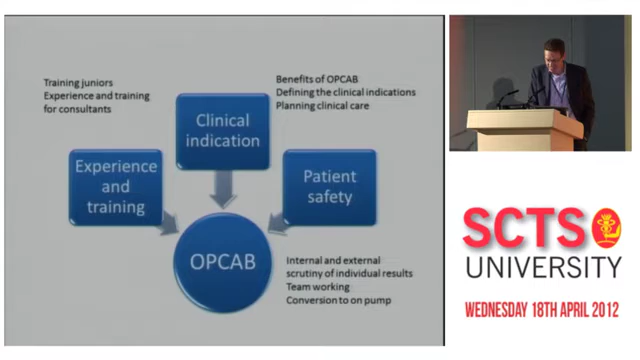 Training juniors
Experience and training
for consultants
Benefits of OPCAB
Defining the clinical indications
Planning clinical care
Clinical
indication
Experience
and
training
Patient
safety
OPCAB
Internal and external
scrutiny of individual results
Team working
Conversion to on pump
SCTS
UNIVERSITY
WEDNESDAY 18TH APRIL 2012